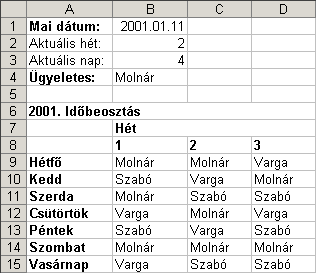 A B C D
1 Mai dátum: 2001.01.11
2 Aktuális hét: 2
3 Aktuális nap: 4
4 Ügyeletes: Molnár
5
6 2001. Időbeosztás
7 Hét
8 1 2 3
9 Hétfő Molnár Molnár Varga
10 Kedd Szabó Varga Molnár
11 Szerda Molnár Szabó Szabó
12 Csütörtök Varga Molnár Varga
13 Péntek Szabó Varga Szabó
14 Szombat Molnár Molnár Molnár
15 Vasárnap Varga Szabó Szabó